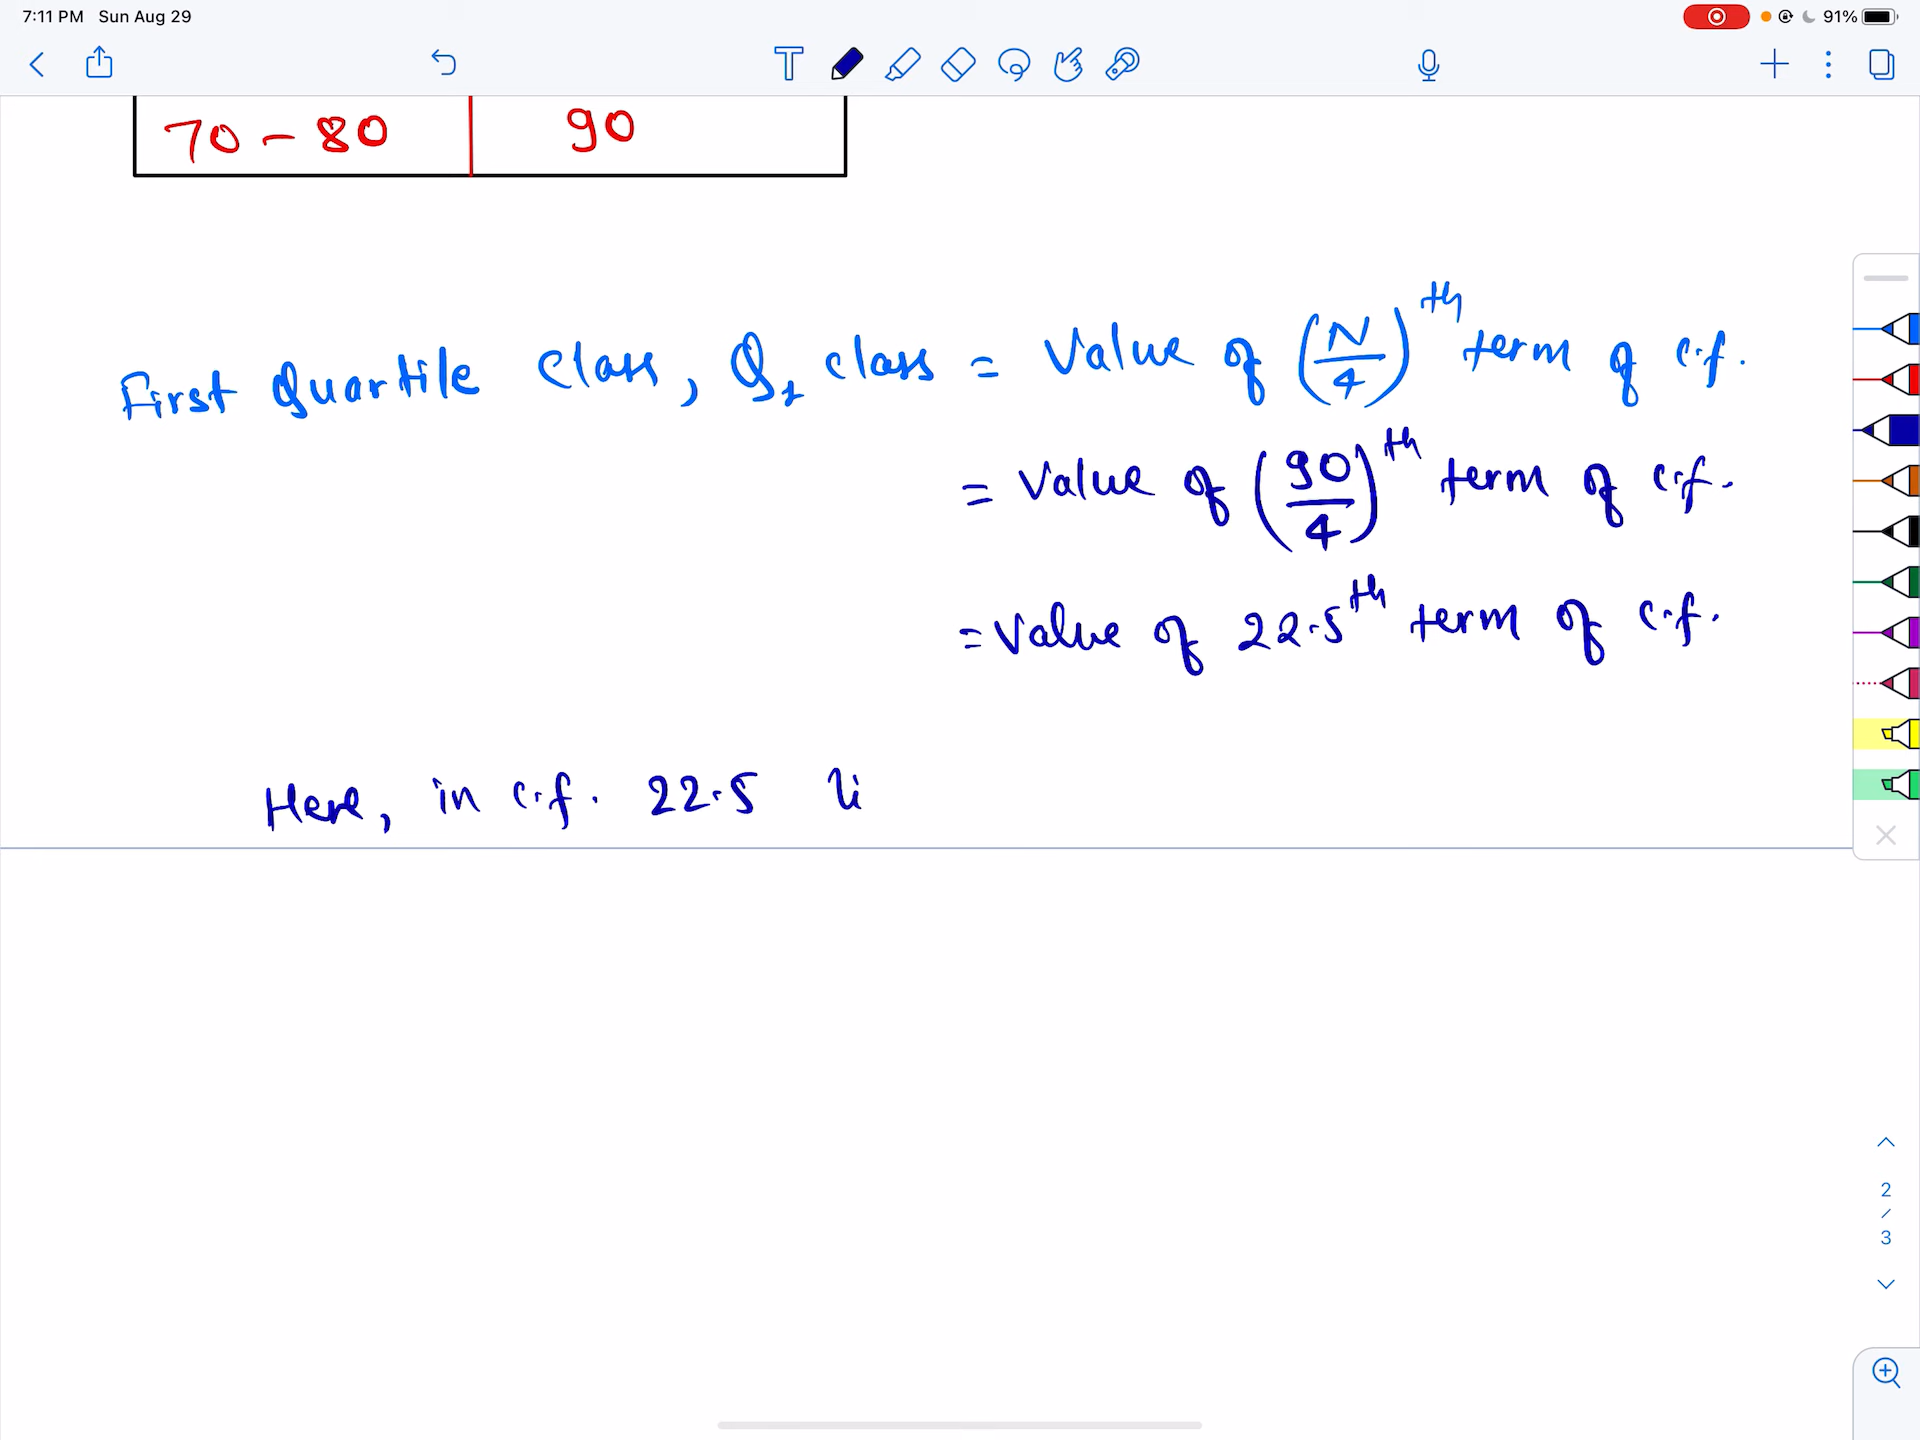 7:11 PM Sun Aug 29
91%
T
70 - 80 90
First Quartile Class, Q₁ class = Value of (N/4)th term of c.f.
= Value of (90/4)th term of c.f.
= Value of 22.5th term of c.f.
Here, in c.f. 22.5 li
2
/
3